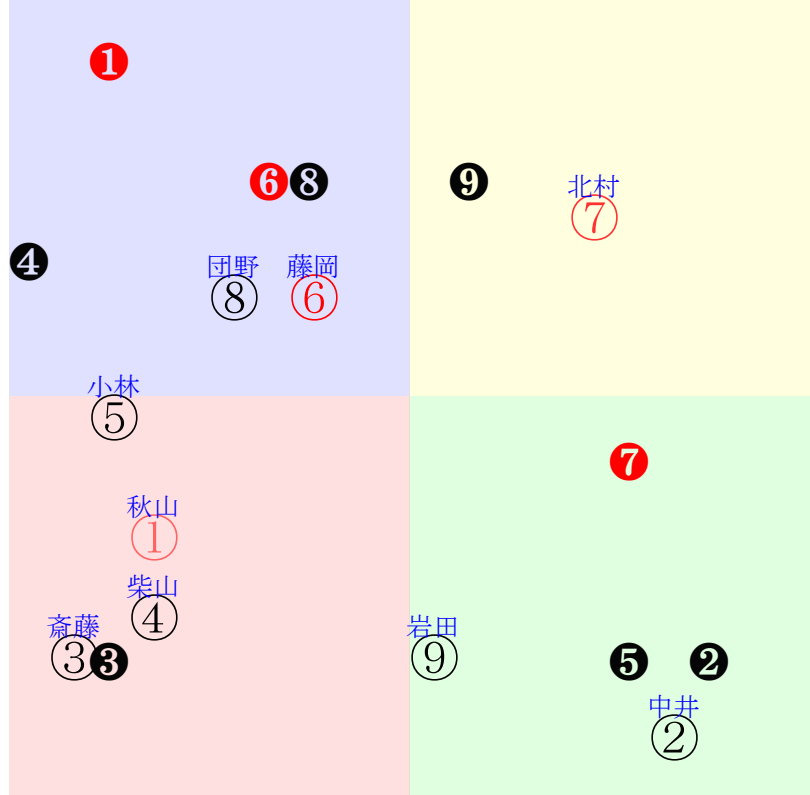 ❶
❻❽
❾
北村
⑦
❹
団野
⑧
藤岡
⑥
小林
⑤
❼
秋山
①
柴山
④
斎藤
③❸
岩田
⑨
❺
❷
中井
②